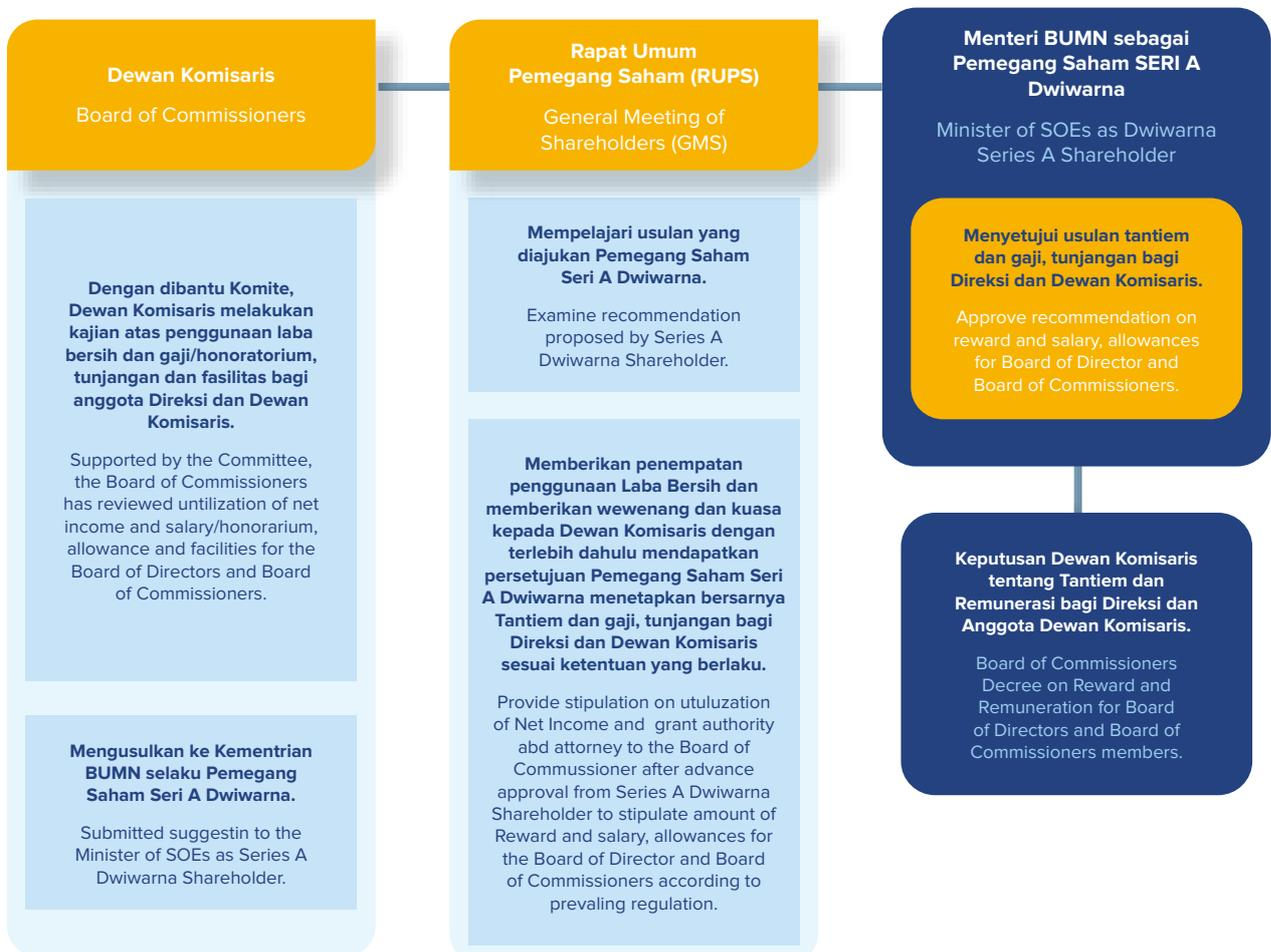 Dewan Komisaris
Board of Commissioners
Dengan dibantu Komite,
Dewan Komisaris melakukan
kajian atas penggunaan laba
bersih dan gaji/honoratorium,
tunjangan dan fasilitas bagi
anggota Direksi dan Dewan
Komisaris.
Supported by the Committee,
the Board of Commissioners
has reviewed untilization of net
income and salary/honorarium,
allowance and facilities for the
Board of Directors and Board
of Commissioners.
Mengusulkan ke Kementrian
BUMN selaku Pemegang
Saham Seri A Dwiwarna.
Submitted suggestin to the
Minister of SOEs as Series A
Dwiwarna Shareholder.
Rapat Umum
Pemegang Saham (RUPS)
General Meeting of
Shareholders (GMS)
Mempelajari usulan yang
diajukan Pemegang Saham
Seri A Dwiwarna.
Examine recommendation
proposed by Series A
Dwiwarna Shareholder.
Memberikan penempatan
penggunaan Laba Bersih dan
memberikan wewenang dan kuasa
kepada Dewan Komisaris dengan
terlebih dahulu mendapatkan
persetujuan Pemegang Saham Seri
A Dwiwarna menetapkan bersarnya
Tantiem dan gaji, tunjangan bagi
Direksi dan Dewan Komisaris
sesuai ketentuan yang berlaku.
Provide stipulation on utuluzation
of Net Income and grant authority
abd attorney to the Board of
Commussioner after advance
approval from Series A Dwiwarna
Shareholder to stipulate amount of
Reward and salary, allowances for
the Board of Director and Board
of Commissioners according to
prevaling regulation.
Menteri BUMN sebagai
Pemegang Saham SERI A
Dwiwarna
Minister of SOEs as Dwiwarna
Series A Shareholder
Menyetujui usulan tantiem
dan gaji, tunjangan bagi
Direksi dan Dewan Komisaris.
Approve recommendation on
reward and salary, allowances
for Board of Director and
Board of Commissioners.
Keputusan Dewan Komisaris
tentang Tantiem dan
Remunerasi bagi Direksi dan
Anggota Dewan Komisaris.
Board of Commissioners
Decree on Reward and
Remuneration for Board
of Directors and Board of
Commissioners members.